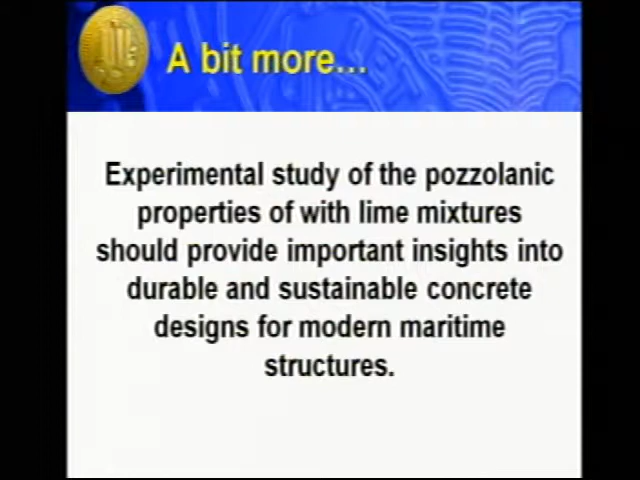 A bit more...
Experimental study of the pozzolanic
properties of with lime mixtures
should provide important insights into
durable and sustainable concrete
designs for modern maritime
structures.